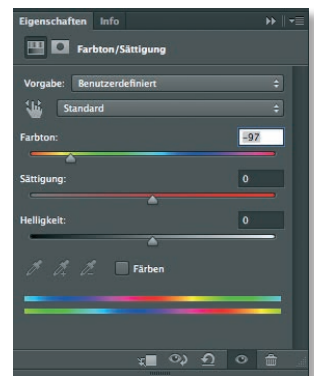 Eigenschaften Info
Farbton/Sättigung
Vorgabe: Benutzerdefiniert
Standard
Farbton: -97
Sättigung: 0
Helligkeit: 0
Färben